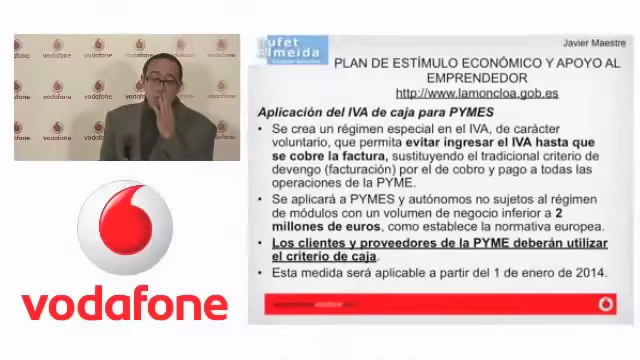 vodafone
Bufet Almeida
Javier Maestre
PLAN DE ESTÍMULO ECONÓMICO Y APOYO AL
EMPRENDEDOR
http://www.lamoncloa.gob.es
Aplicación del IVA de caja para PYMES
• Se crea un régimen especial en el IVA, de carácter
voluntario, que permita evitar ingresar el IVA hasta que
se cobre la factura, sustituyendo el tradicional criterio de
devengo (facturación) por el de cobro y pago a todas las
operaciones de la PYME.
• Se aplicará a PYMES y autónomos no sujetos al régimen
de módulos con un volumen de negocio inferior a 2
millones de euros, como establece la normativa europea.
• Los clientes y proveedores de la PYME deberán utilizar
el criterio de caja.
• Esta medida será aplicable a partir del 1 de enero de 2014.
vodafone